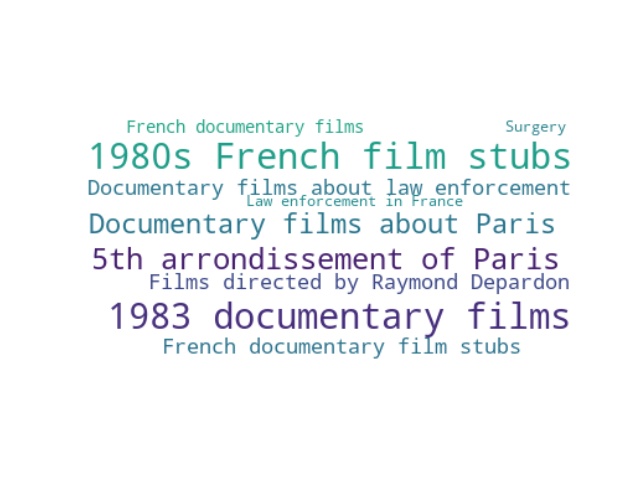 French documentary films
Surgery
1980s French film stubs
Documentary films about law enforcement
Law enforcement in France
Documentary films about Paris
5th arrondissement of Paris
Films directed by Raymond Depardon
1983 documentary films
French documentary film stubs